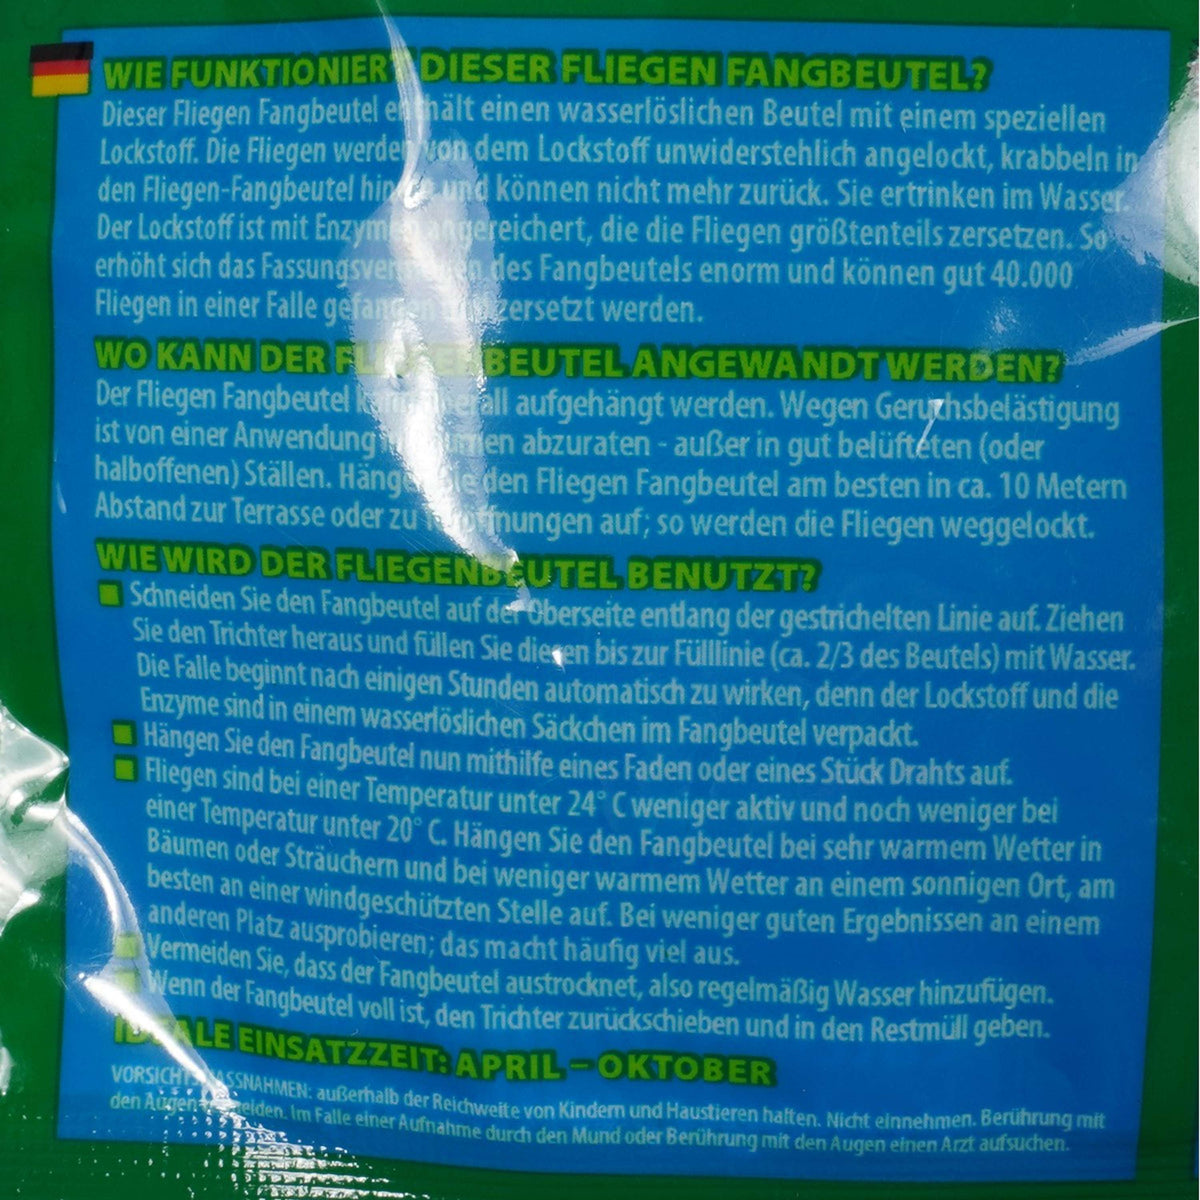 WIE FUNKTIONIERT DIESER FLIEGEN FANGBEUTEL?
Dieser Fliegen Fangbeutel enthält einen wasserlöslichen Beutel mit einem speziellen
Lockstoff. Die Fliegen werden von dem Lockstoff unwiderstehlich angelockt, krabbeln in
den Fliegen-Fangbeutel hinein und können nicht mehr zurück. Sie ertrinken im Wasser.
Der Lockstoff ist mit Enzymen angereichert, die die Fliegen größtenteils zersetzen. So
erhöht sich das Fassungsvermögen des Fangbeutels enorm und können gut 40.000
Fliegen in einer Falle gefangen und zersetzt werden.
WO KANN DER FLIEGENBEUTEL ANGEWANDT WERDEN?
Der Fliegen Fangbeutel kann überall aufgehängt werden. Wegen Geruchsbelästigung
ist von einer Anwendung in Räumen abzuraten - außer in gut belüfteten (oder
halboffenen) Ställen. Hängen Sie den Fliegen Fangbeutel am besten in ca. 10 Metern
Abstand zur Terrasse oder zu auf; so werden die Fliegen weggelockt.
WIE WIRD DER FLIEGENBEUTEL BENUTZT?
Schneiden Sie den Fangbeutel auf der Oberseite entlang der gestrichelten Linie auf. Ziehen
Sie den Trichter heraus und füllen Sie diesen bis zur Fülllinie (ca. 2/3 des Beutels) mit Wasser.
Die Falle beginnt nach einigen Stunden automatisch zu wirken, denn der Lockstoff und die
Enzyme sind in einem wasserlöslichen Säckchen im Fangbeutel verpackt.
Hängen Sie den Fangbeutel nun mithilfe eines Faden oder eines Stück Drahts auf.
Fliegen sind bei einer Temperatur unter 24° C weniger aktiv und noch weniger bei
einer Temperatur unter 20° C. Hängen Sie den Fangbeutel bei sehr warmem Wetter in
Bäumen oder Sträuchern und bei weniger warmem Wetter an einem sonnigen Ort, am
besten an einer windgeschützten Stelle auf. Bei weniger guten Ergebnissen an einem
anderen Platz ausprobieren; das macht häufig viel aus.
Vermeiden Sie, dass der Fangbeutel austrocknet, also regelmäßig Wasser hinzufügen.
Wenn der Fangbeutel voll ist, den Trichter zurückschieben und in den Restmüll geben.
IDEALE EINSATZZEIT: APRIL – OKTOBER
VORSICHTSMASSNAHMEN: außerhalb der Reichweite von Kindern und Haustieren halten. Nicht einnehmen. Berührung mit
den Augen vermeiden. Im Falle einer Aufnahme durch den Mund oder Berührung mit den Augen einen Arzt aufsuchen.